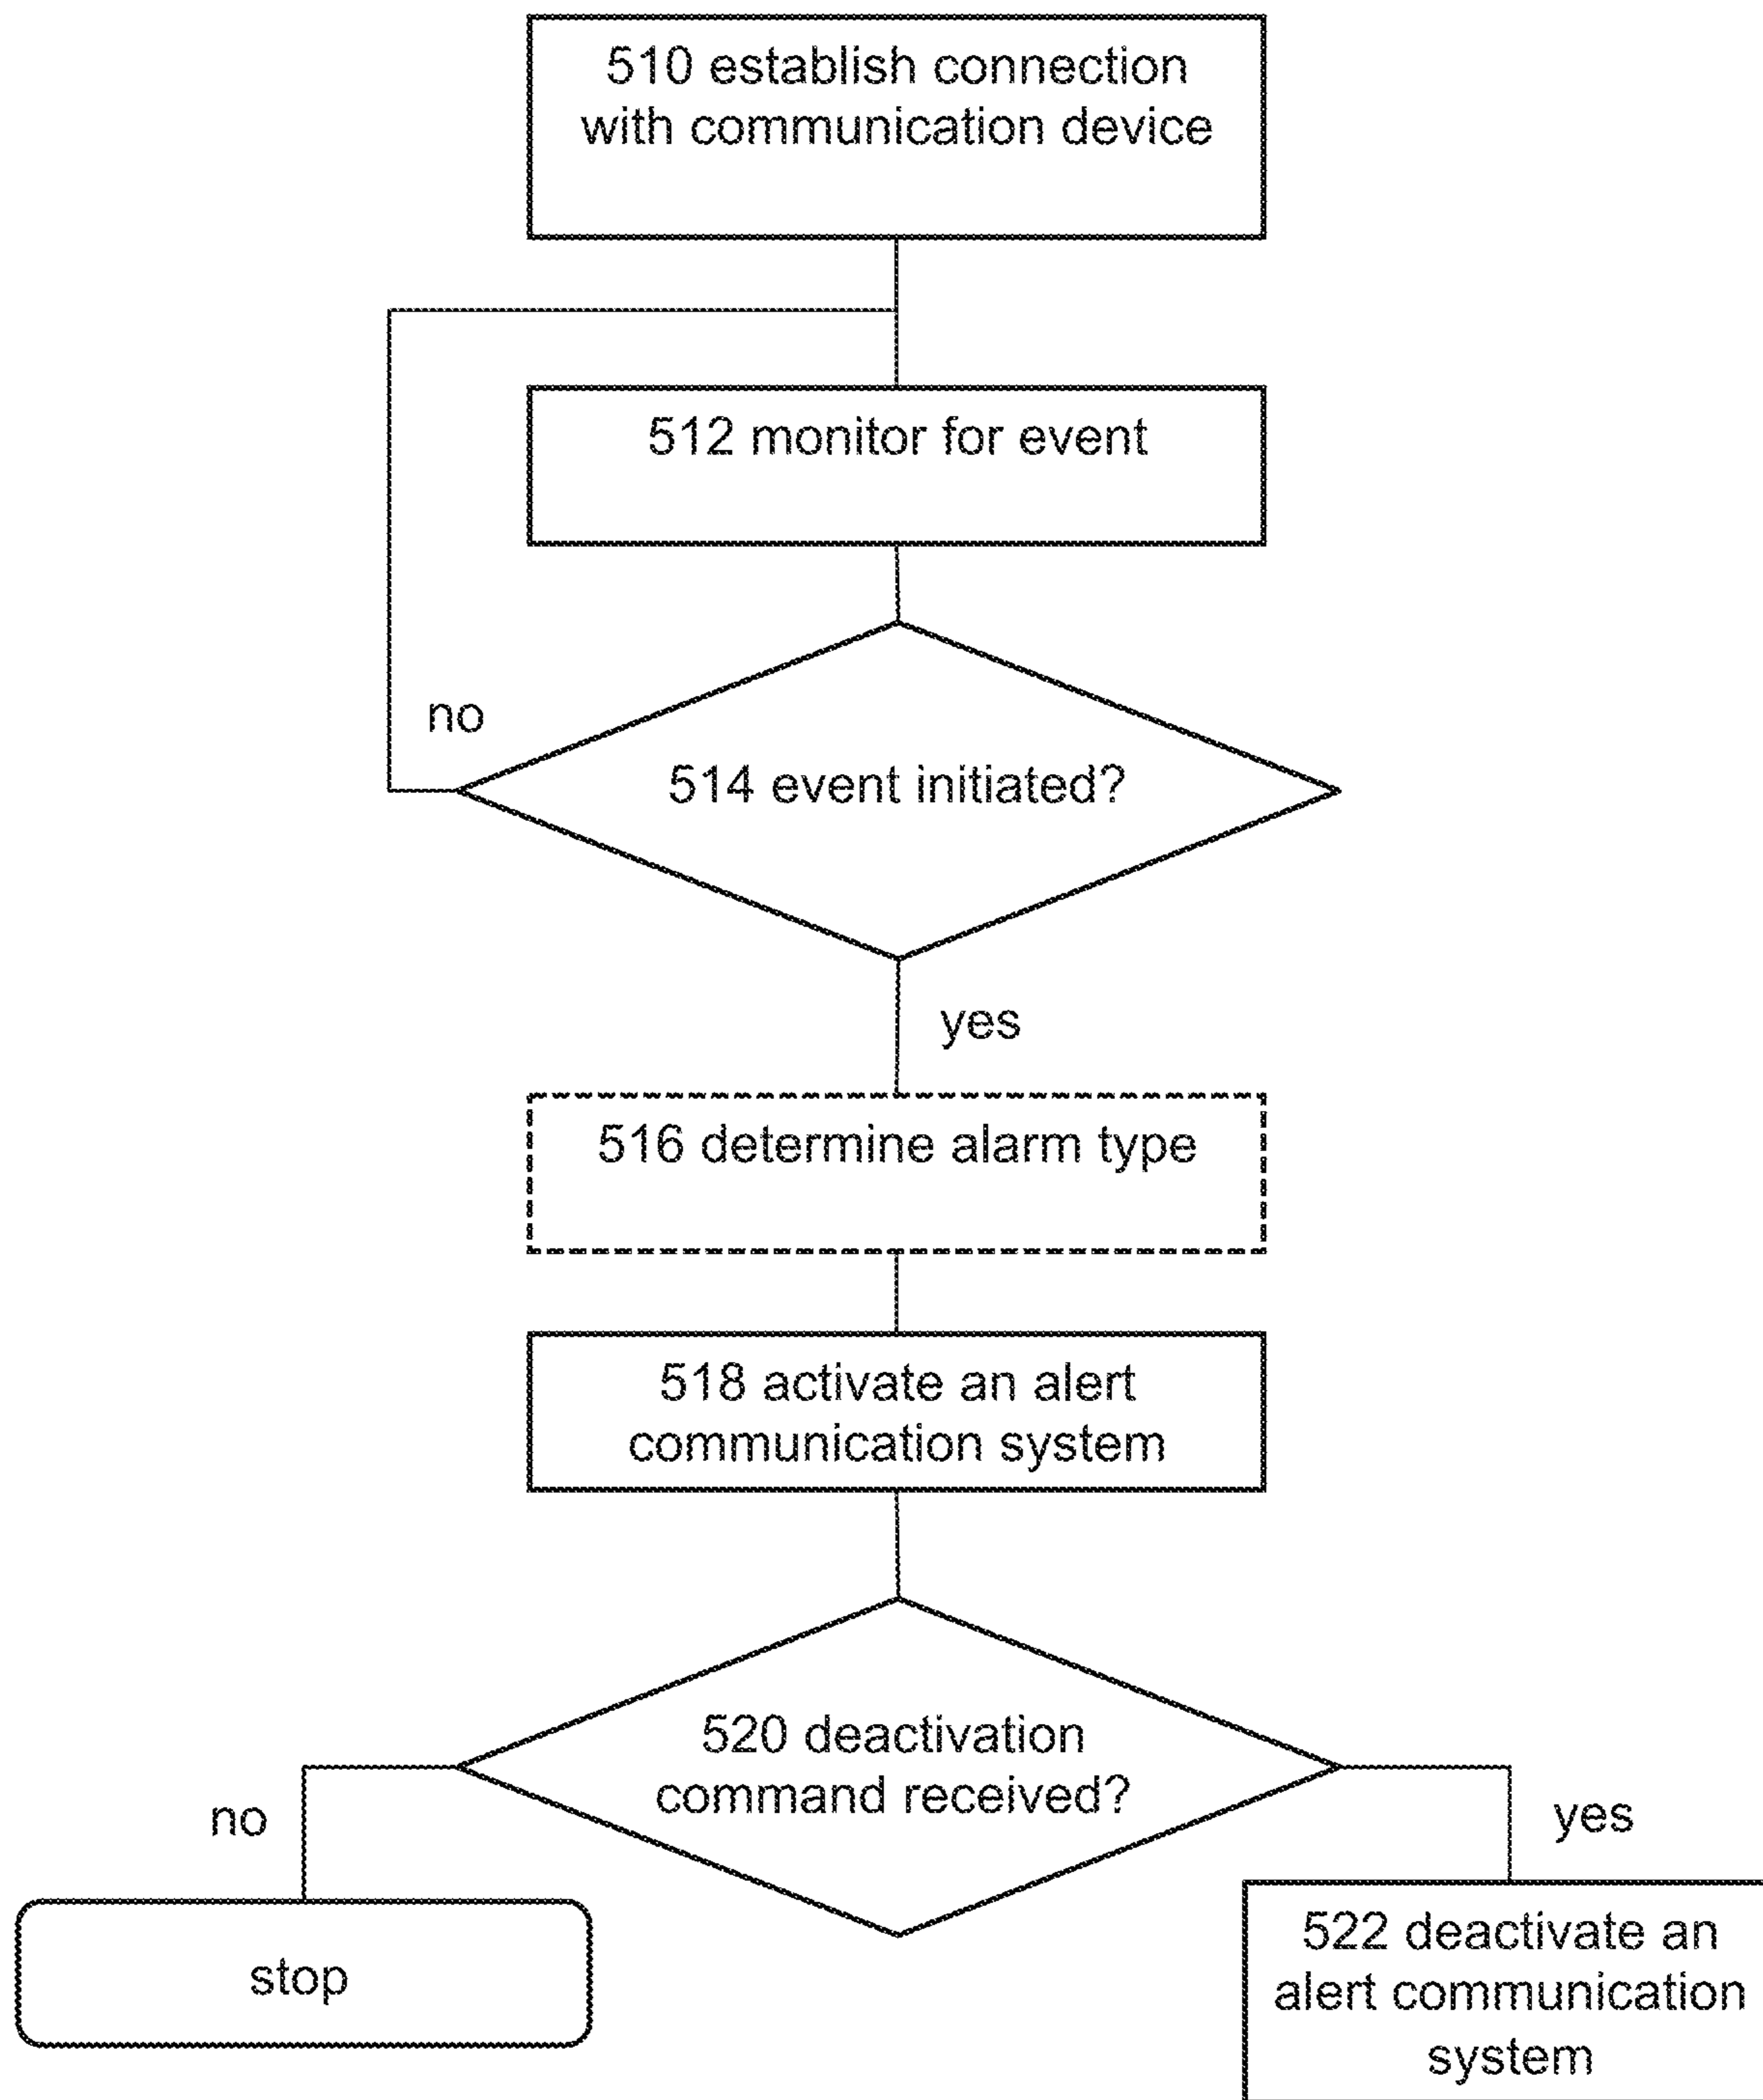 510 establish connection
with communication device
512 monitor for event
no
514 event initiated?
yes
516 determine alarm type
518 activate an alert
communication system
520 deactivation
command received?
no
yes
stop
522 deactivate an
alert communication
system